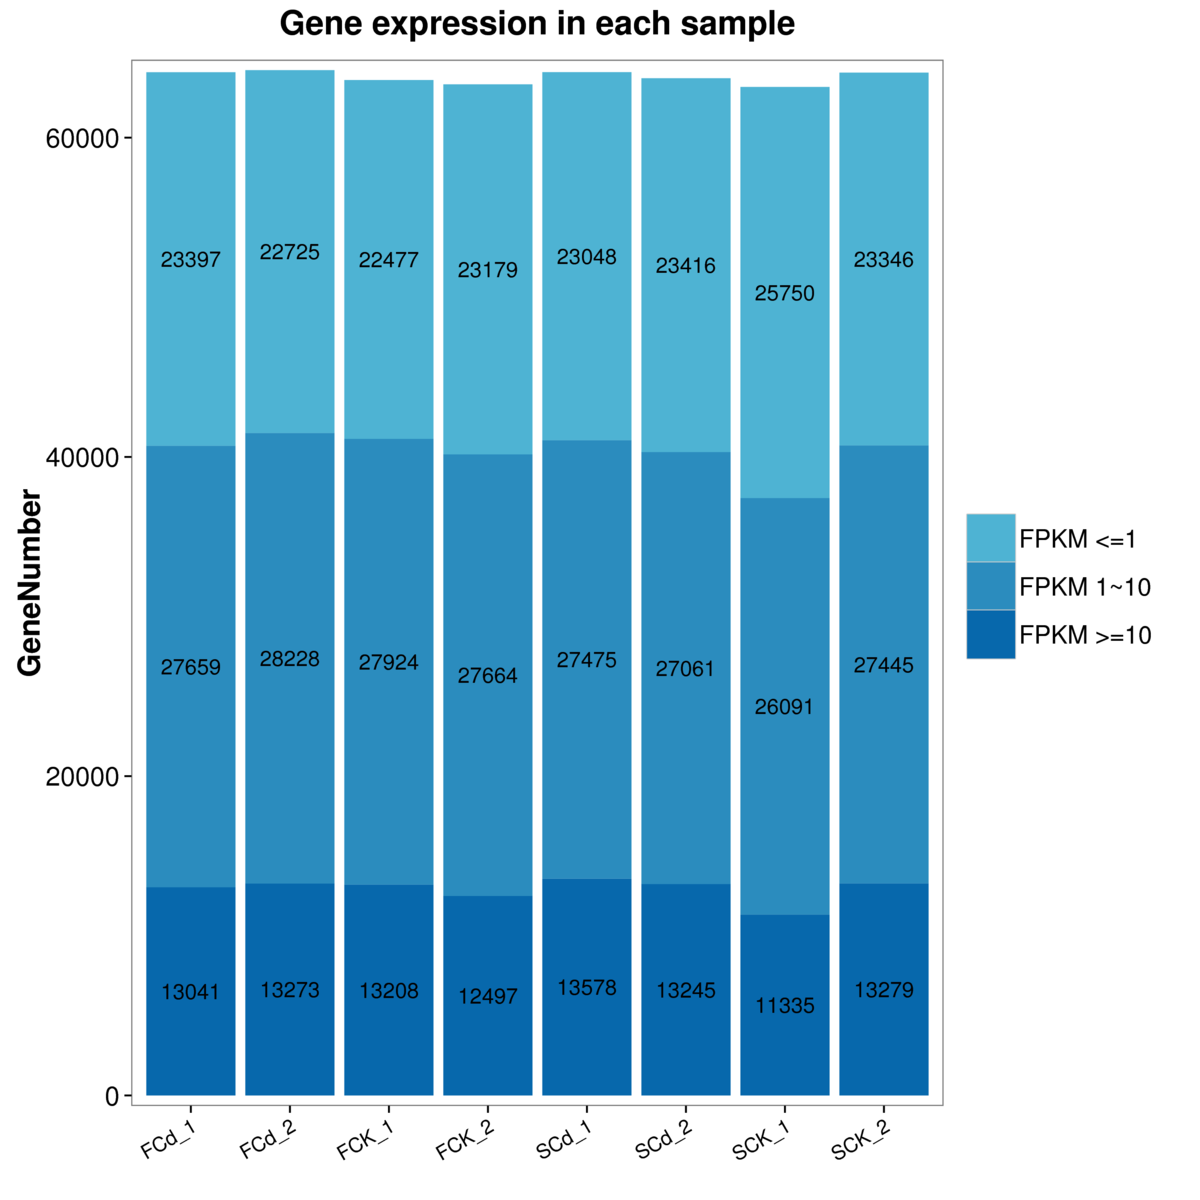 Gene expression in each sample
GeneNumber
60000
40000
20000
0
23397 22725 22477 23179 23048 23416 25750 23346
27659 28228 27924 27664 27475 27061 26091 27445
13041 13273 13208 12497 13578 13245 11335 13279
FCd_1 FCd_2 FCK_1 FCK_2 SCd_1 SCd_2 SCK_1 SCK_2
FPKM <=1
FPKM 1~10
FPKM >=10